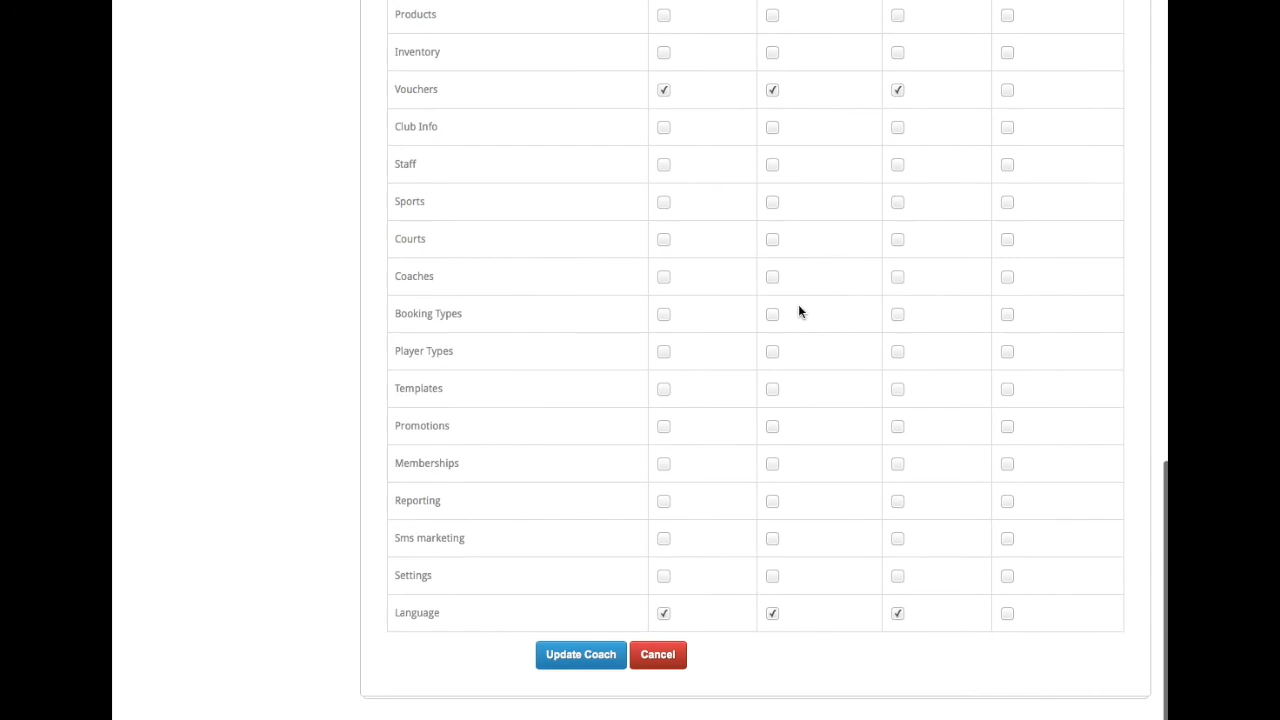 Products
Inventory
Vouchers
Club Info
Staff
Sports
Courts
Coaches
Booking Types
Player Types
Templates
Promotions
Memberships
Reporting
Sms marketing
Settings
Language
Update Coach Cancel